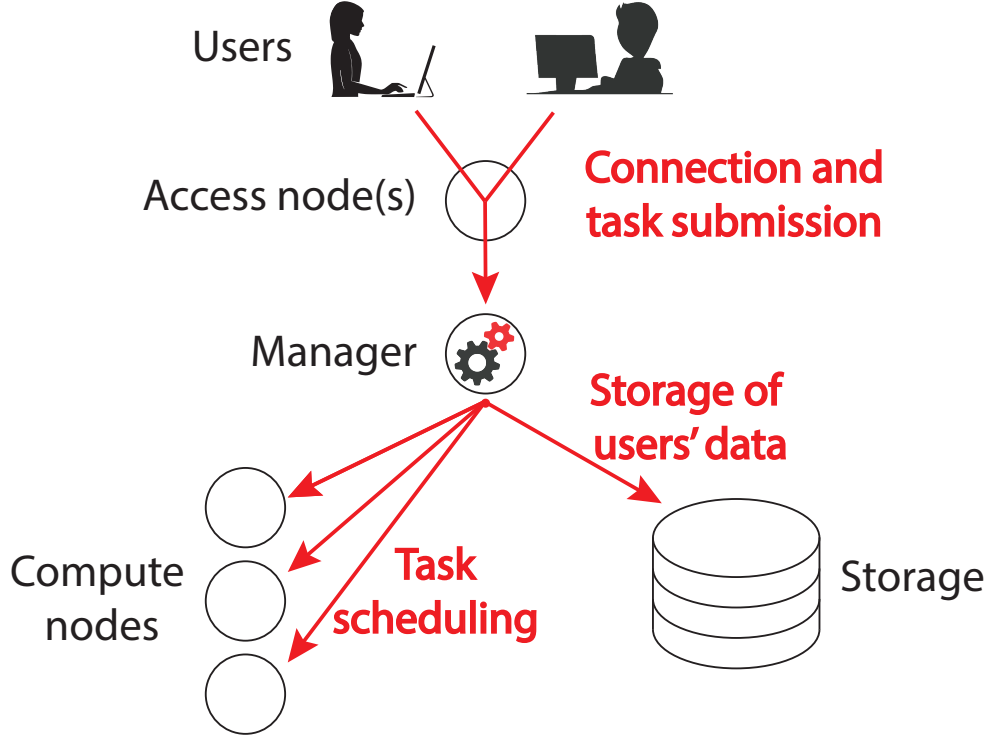 Users
Connection and
task submission
Access node(s)
Manager
Storage of
users’ data
Compute
nodes
Task
scheduling
Storage